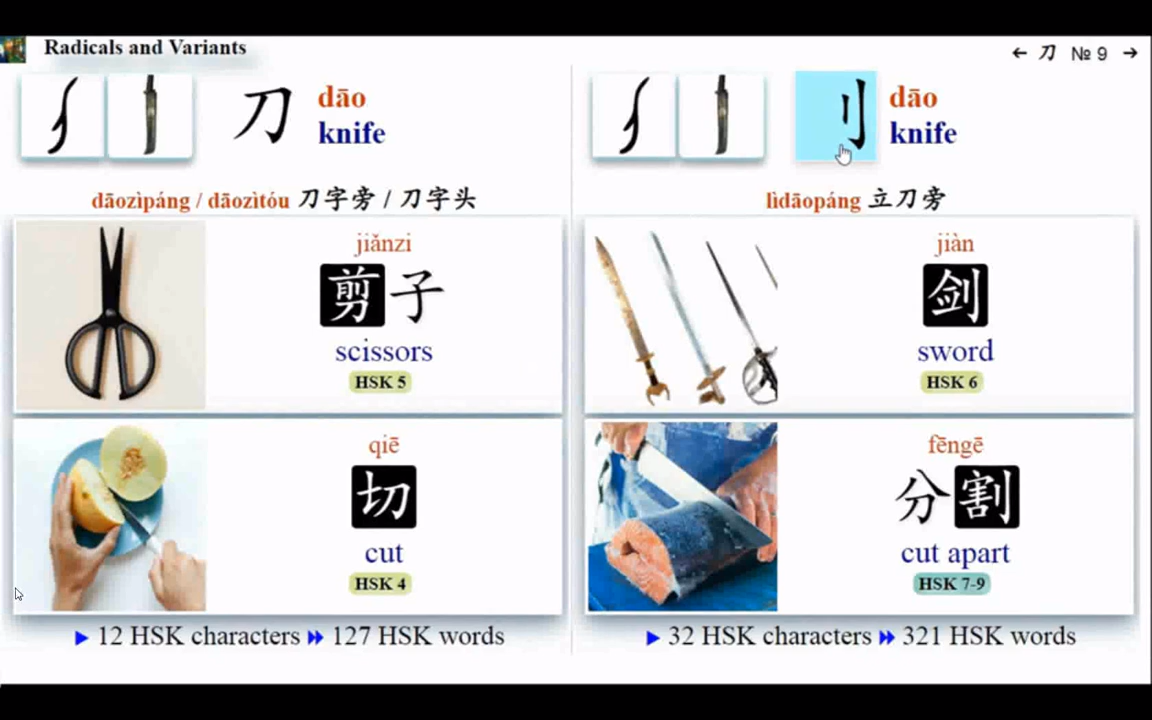 Radicals and Variants
← 刀 № 9 →
刀 dāo
knife
dāozìpáng / dāozìtóu 刀字旁 / 刀字头
jiǎnzi
剪子
scissors
HSK 5
qiē
切
cut
HSK 4
12 HSK characters 127 HSK words
刂 dāo
knife
lìdāopáng 立刀旁
jiàn
剑
sword
HSK 6
fēngē
分割
cut apart
HSK 7-9
32 HSK characters 321 HSK words